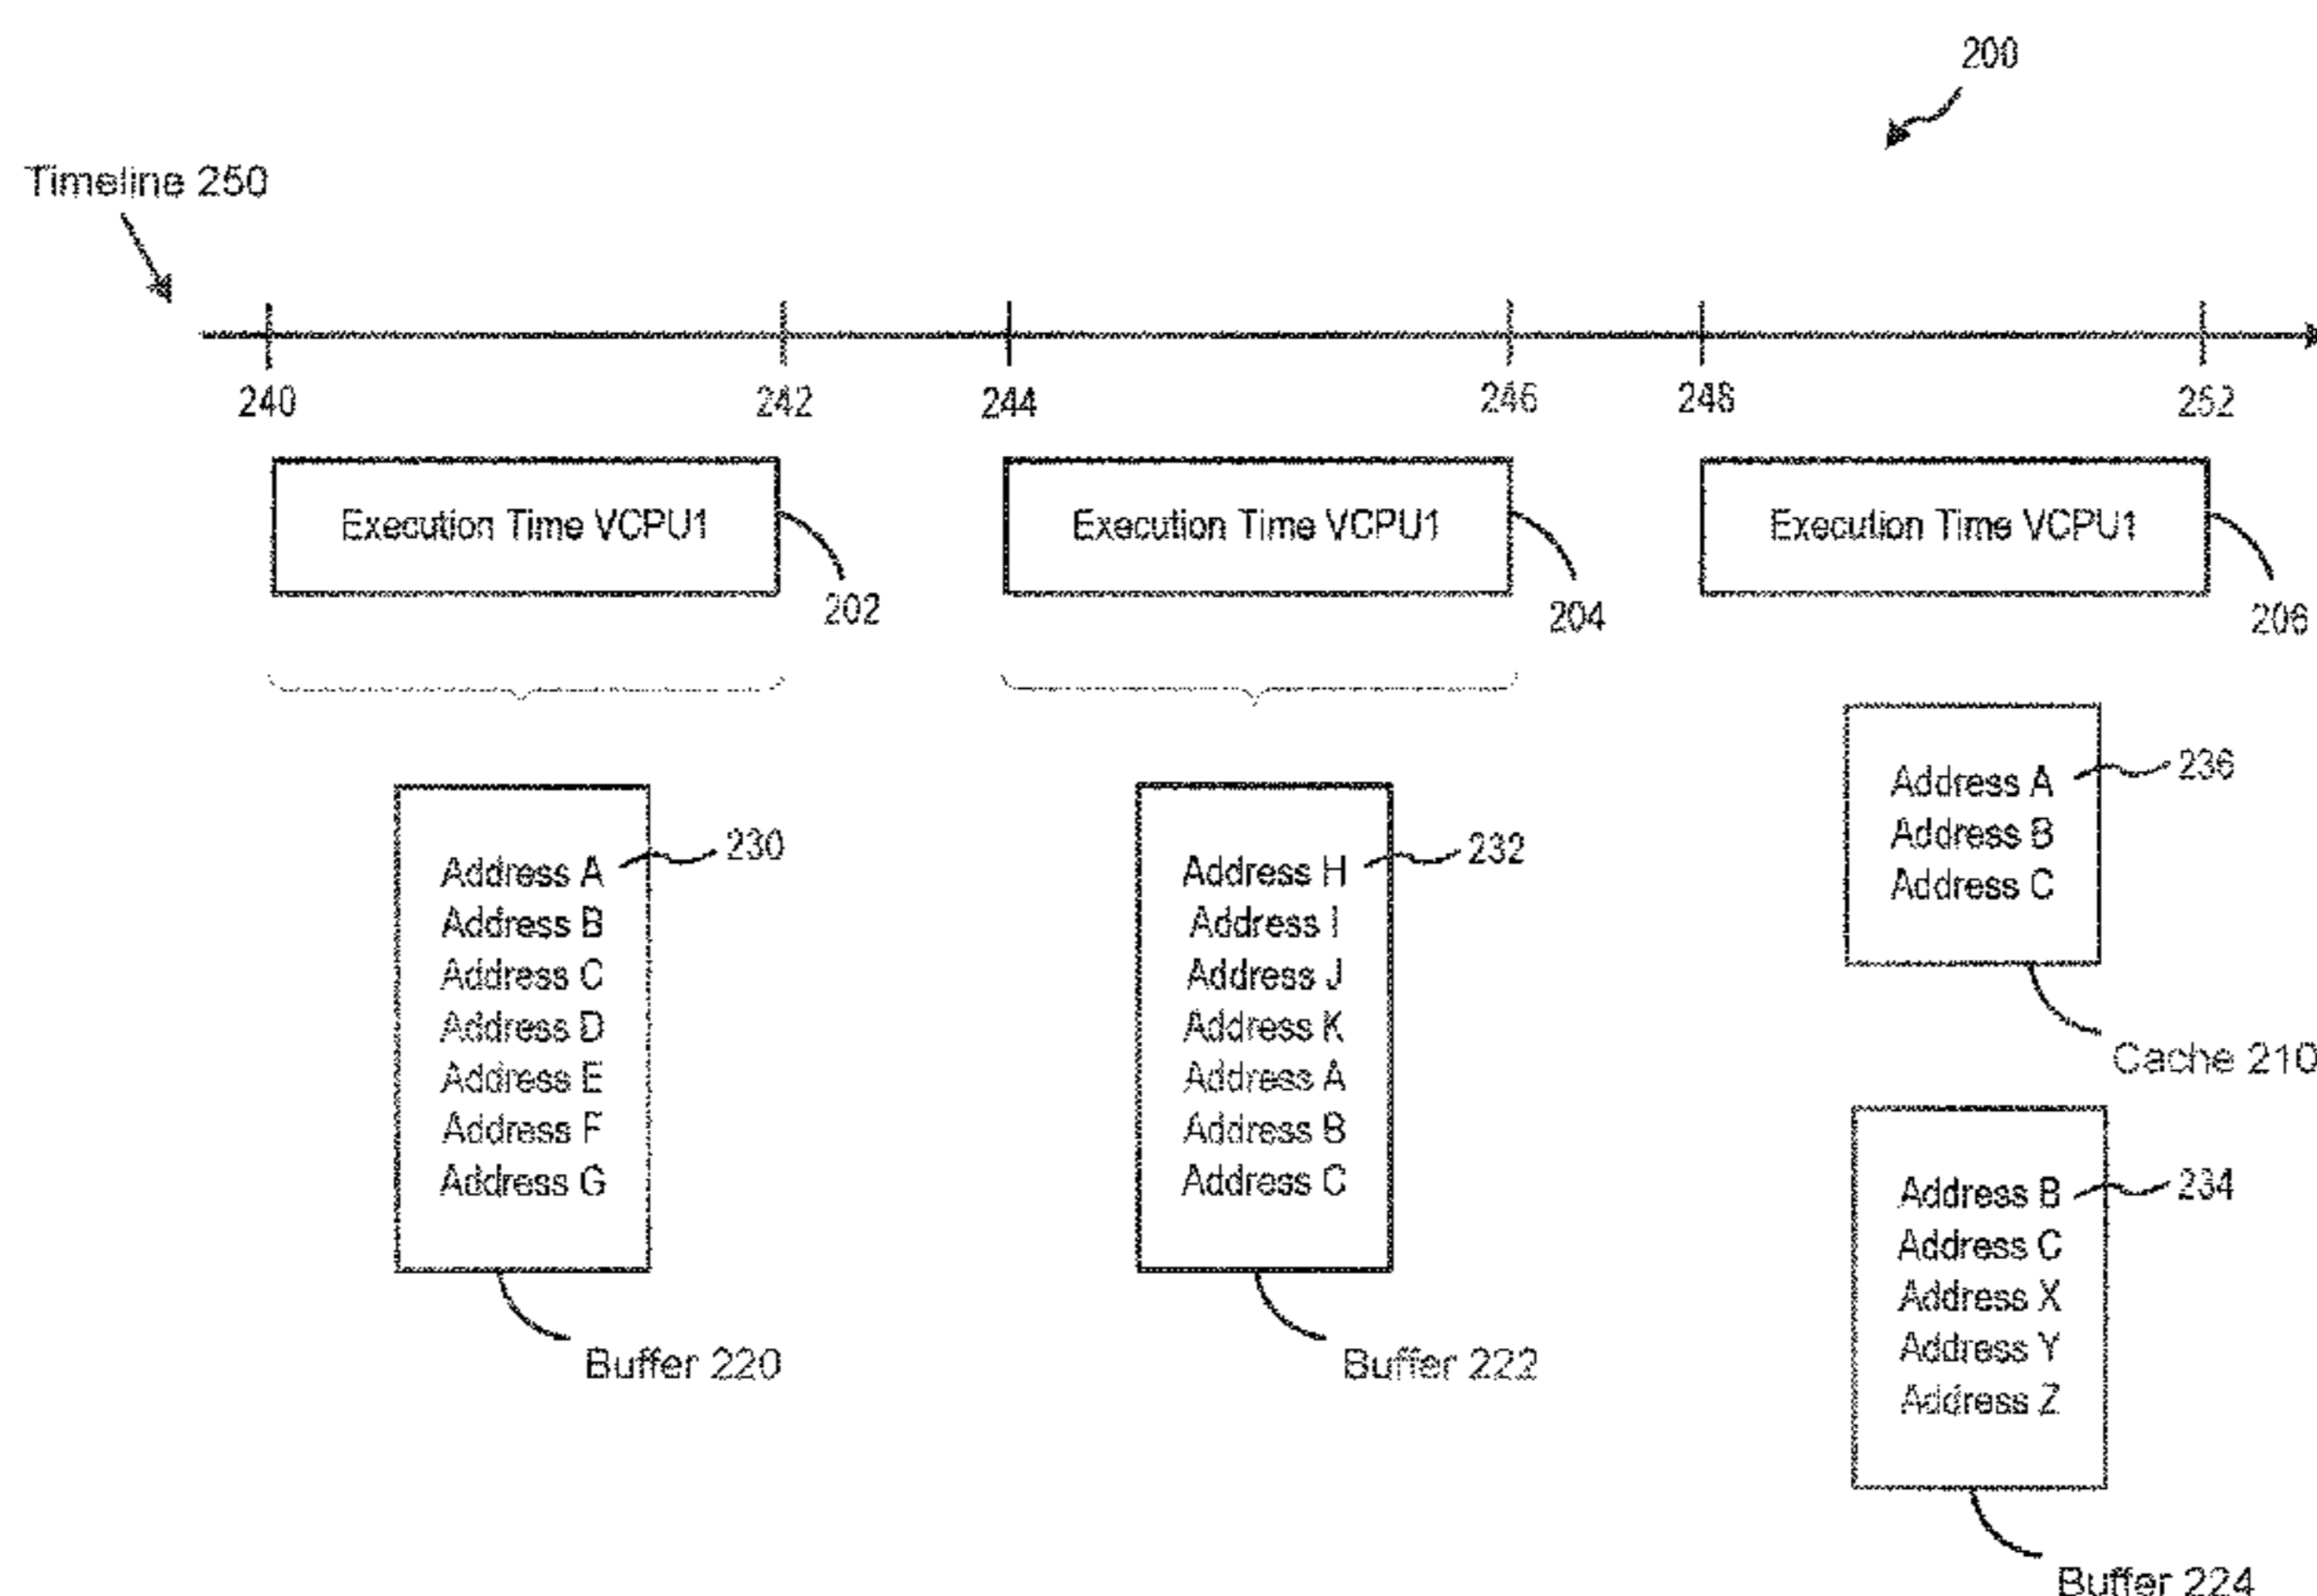 200
Timeline 250
240 242 244 246 248 252
Execution Time VCPU1 Execution Time VCPU1 Execution Time VCPU1
202 204 206
Address A 230
Address B
Address C
Address D
Address E
Address F
Address G
Buffer 220
Address H 232
Address I
Address J
Address K
Address A
Address B
Address C
Buffer 222
Address A 236
Address B
Address C
Cache 210
Address B 234
Address C
Address X
Address Y
Address Z
Buffer 224